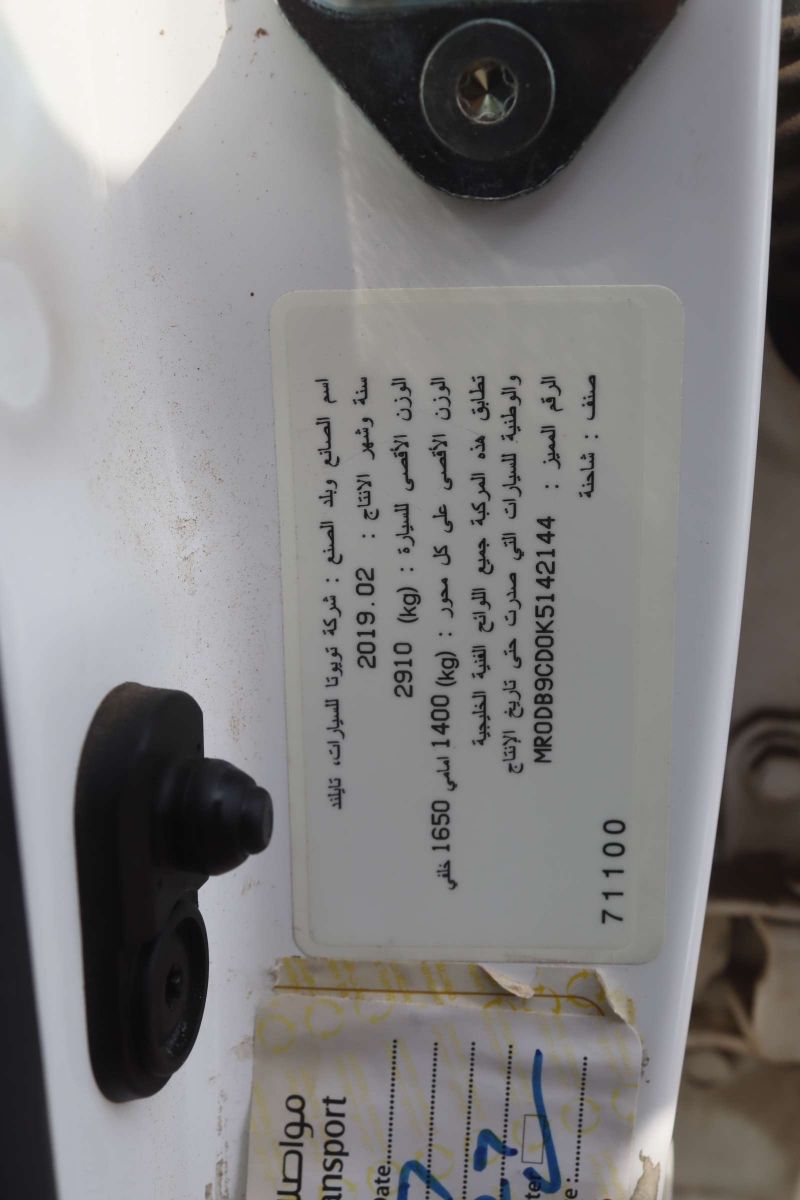 اسم الصانع وبلد الصنع : شركة تويوتا للسيارات، تايلند
سنة وشهر الانتاج : 2019.02
الوزن الأقصى للسيارة : (kg) 2910
الوزن الأقصى على كل محور : (kg) 1400 امامي 1650 خلفي
تطابق هذه المركبة جميع اللوائح الفنية الخليجية
والوطنية للسيارات التي صدرت حتى تاريخ الإنتاج
الرقم المميز : MR0DB9CD0K5142144
صنف : شاحنة
71100
مواصل
ansport
Date